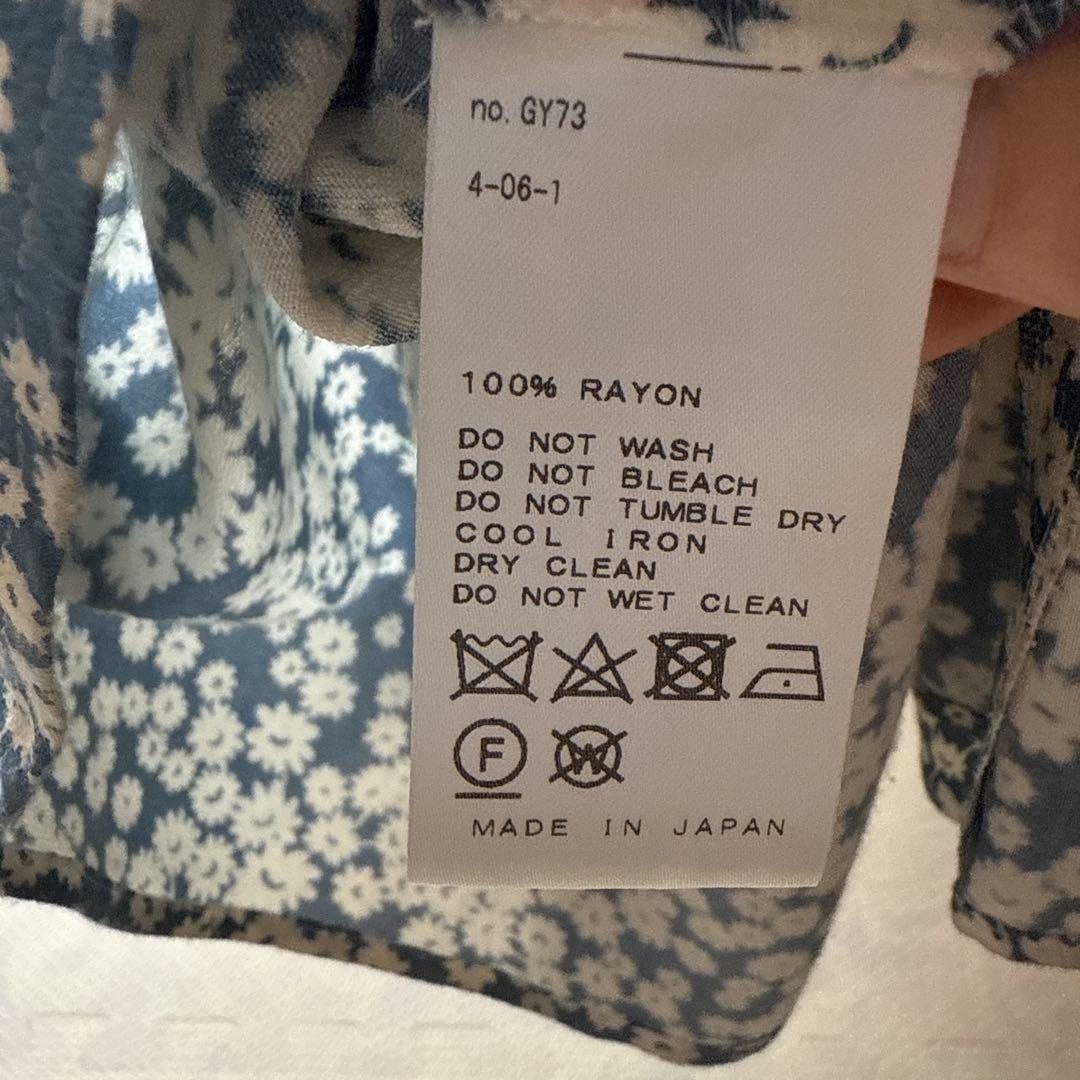 no. GY73
4-06-1
100% RAYON
DO NOT WASH
DO NOT BLEACH
DO NOT TUMBLE DRY
COOL IRON
DRY CLEAN
DO NOT WET CLEAN
F W
MADE IN JAPAN